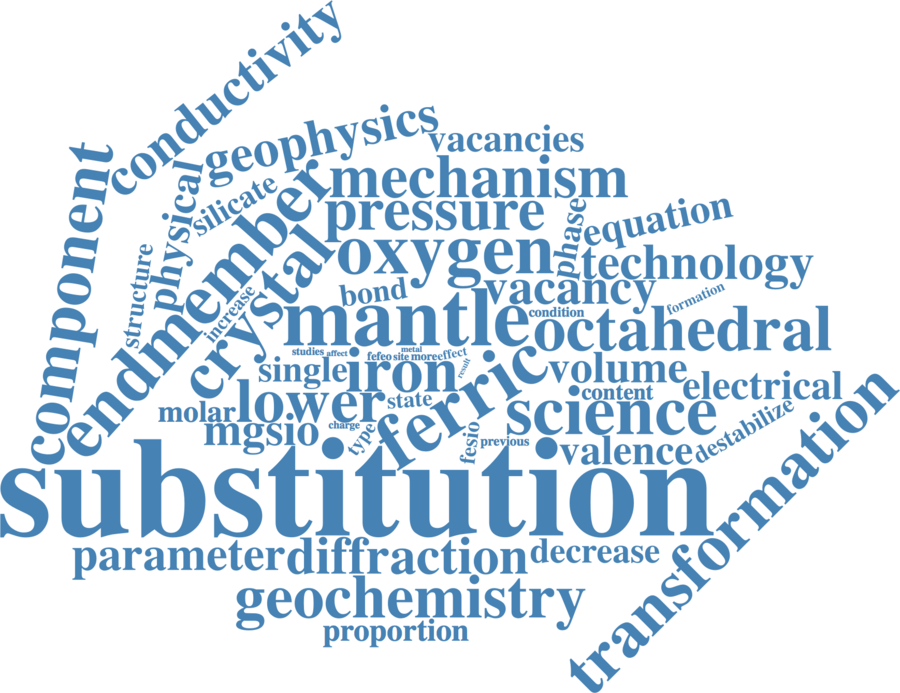 conductivity
geophysics
vacancies
component
physical
silicate
endmember
mechanism
pressure
phase
equation
oxygen
technology
structure
increase
crystal
bond
vacancy
formation
mantle
condition
octahedral
studies
affect
fefeo
site
metal
more
effect
result
single
iron
ferric
volume
content
electrical
molar
lower
state
science
destabilize
mgsio
charge
type
fesio
previous
valence
transformation
substitution
parameter
diffraction
decrease
geochemistry
proportion